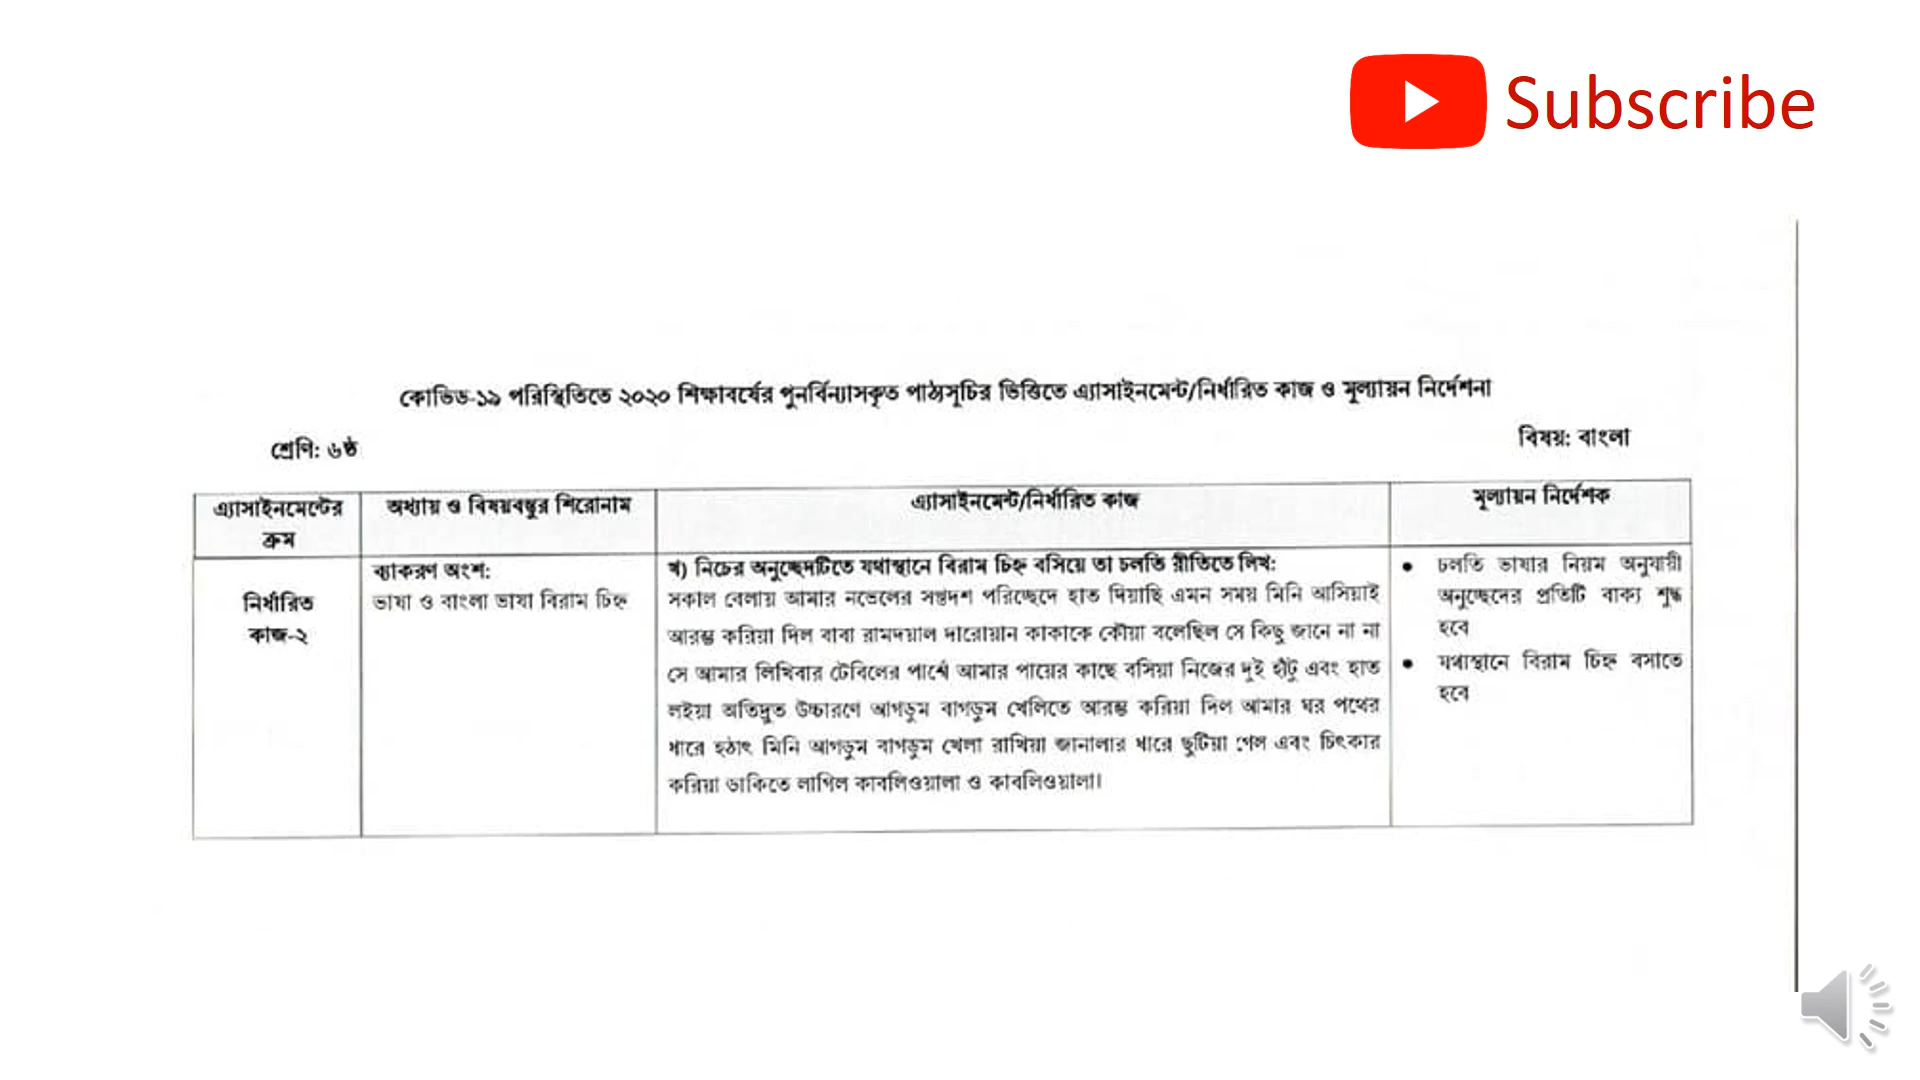 Subscribe
কোভিড-১৯ পরিস্থিতিতে ২০২০ শিক্ষাবর্ষের পুনর্বিন্যাসকৃত পাঠ্যসূচির ভিত্তিতে এ্যাসাইনমেন্ট/নির্ধারিত কাজ ও মূল্যায়ন নির্দেশনা
শ্রেণি: ৬ষ্ঠ
বিষয়: বাংলা
এ্যাসাইনমেন্টের
ক্রম
অধ্যায় ও বিষয়বস্তুর শিরোনাম
এ্যাসাইনমেন্ট/নির্ধারিত কাজ
মূল্যায়ন নির্দেশক
নির্ধারিত
কাজ-২
ব্যাকরণ অংশ:
ভাষা ও বাংলা ভাষা বিরাম চিহ্ন
খ) নিচের অনুচ্ছেদটিতে যথাস্থানে বিরাম চিহ্ন বসিয়ে তা চলতি রীতিতে লিখ:
সকাল বেলায় আমার নভেলের সপ্তদশ পরিচ্ছেদে হাত দিয়াছি এমন সময় মিনি আসিয়াই
আরম্ভ করিয়া দিল বাবা রামদয়াল দারোয়ান কাকাকে কৌয়া বলেছিল সে কিছু জানে না না
সে আমার লিখিবার টেবিলের পার্শ্বে আমার পায়ের কাছে বসিয়া নিজের দুই হাঁটু এবং হাত
লইয়া অতিদ্রুত উচ্চারণে আগডুম বাগডুম খেলিতে আরম্ভ করিয়া দিল আমার ঘর পথের
ধারে হঠাৎ মিনি আগডুম বাগডুম খেলা রাখিয়া জানালার ধারে ছুটিয়া গেল এবং চিৎকার
করিয়া ডাকিতে লাগিল কাবলিওয়ালা ও কাবলিওয়ালা।
• চলতি ভাষার নিয়ম অনুযায়ী
অনুচ্ছেদের প্রতিটি বাক্য শুদ্ধ
হবে
• যথাস্থানে বিরাম চিহ্ন বসাতে
হবে